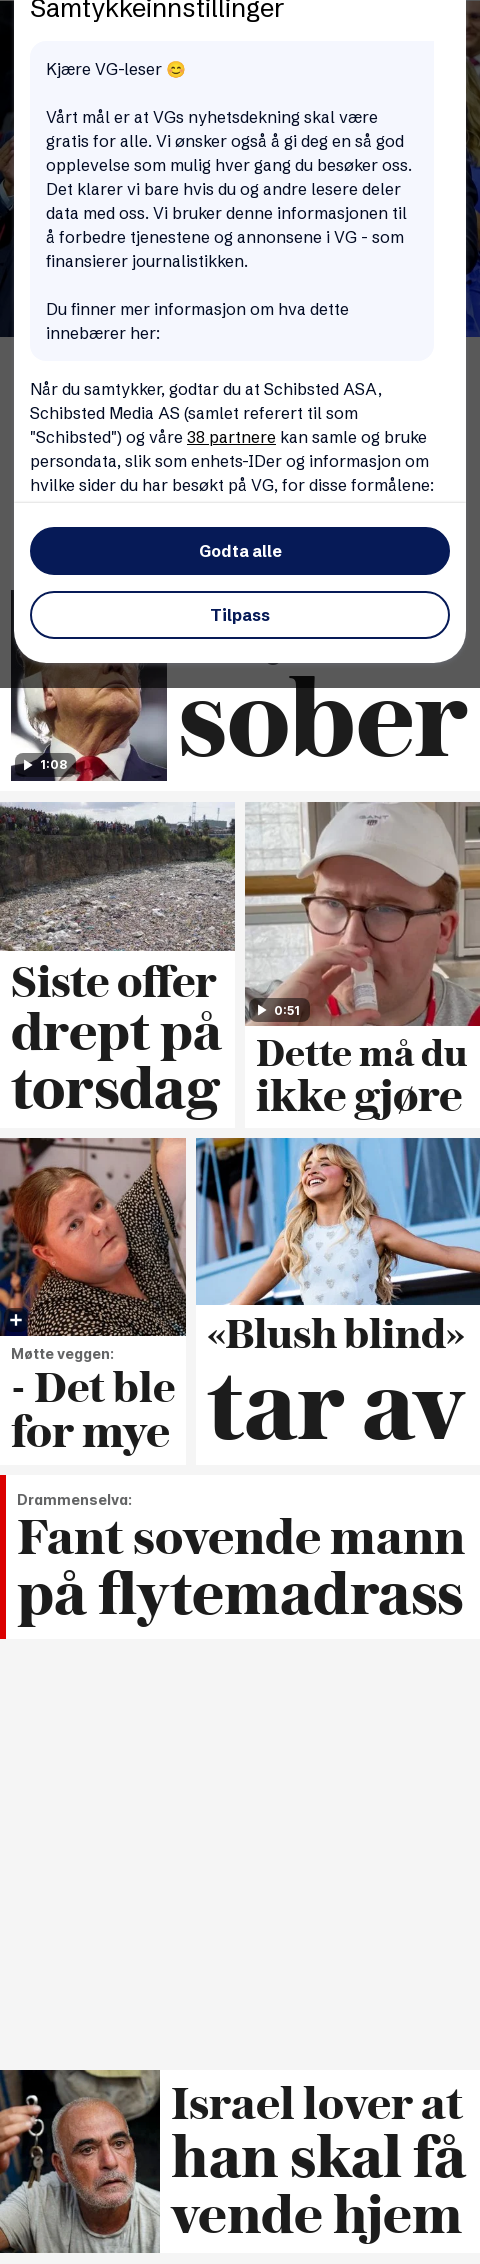 Samtykkeinnstillinger
Kjære VG-leser 😊
Vårt mål er at VGs nyhetsdekning skal være
gratis for alle. Vi ønsker også å gi deg en så god
opplevelse som mulig hver gang du besøker oss.
Det klarer vi bare hvis du og andre lesere deler
data med oss. Vi bruker denne informasjonen til
å forbedre tjenestene og annonsene i VG - som
finansierer journalistikken.
Du finner mer informasjon om hva dette
innebærer her:
Når du samtykker, godtar du at Schibsted ASA,
Schibsted Media AS (samlet referert til som
"Schibsted") og våre 38 partnere kan samle og bruke
persondata, slik som enhets-IDer og informasjon om
hvilke sider du har besøkt på VG, for disse formålene:
Godta alle
Tilpass
sober
1:08
Siste offer
drept på
torsdag
GANT
0:51
Dette må du
ikke gjøre
Møtte veggen:
- Det ble
for mye
«Blush blind»
tar av
Drammenselva:
Fant sovende mann
på flytemadrass
Israel lover at
han skal få
vende hjem